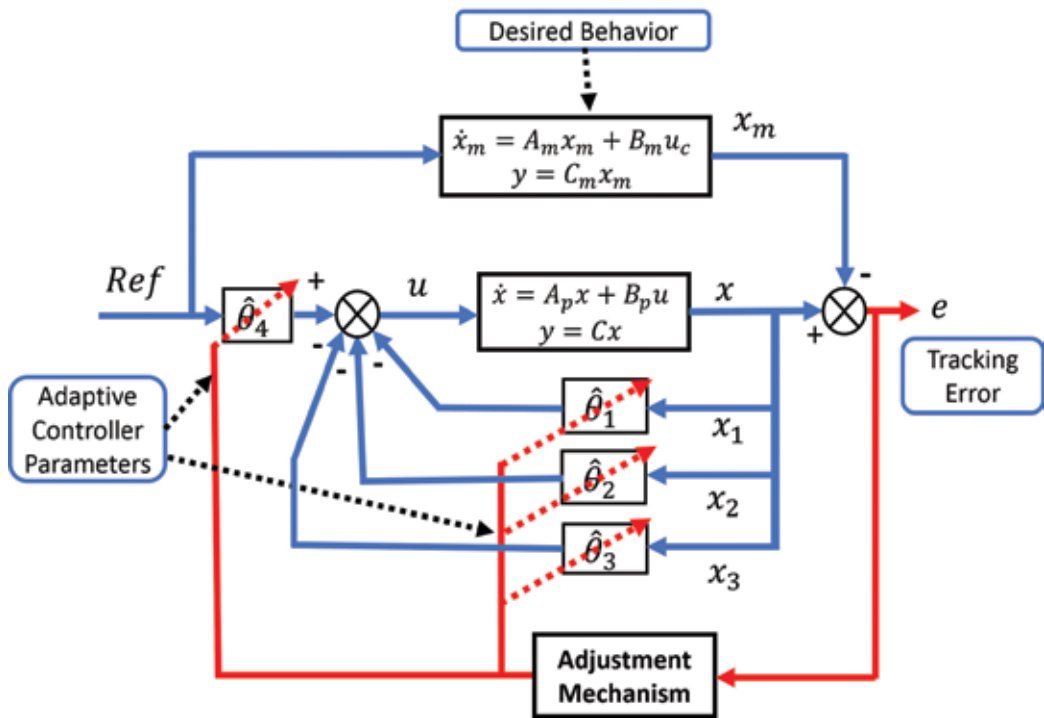 Desired Behavior
ẋ_m = A_m x_m + B_m u_c
y = C_m x_m
x_m
-
Ref
θ̂_4
+
-
-
-
u
ẋ = A_p x + B_p u
y = Cx
x
+
e
Tracking
Error
Adaptive
Controller
Parameters
θ̂_1
x_1
θ̂_2
x_2
θ̂_3
x_3
Adjustment
Mechanism